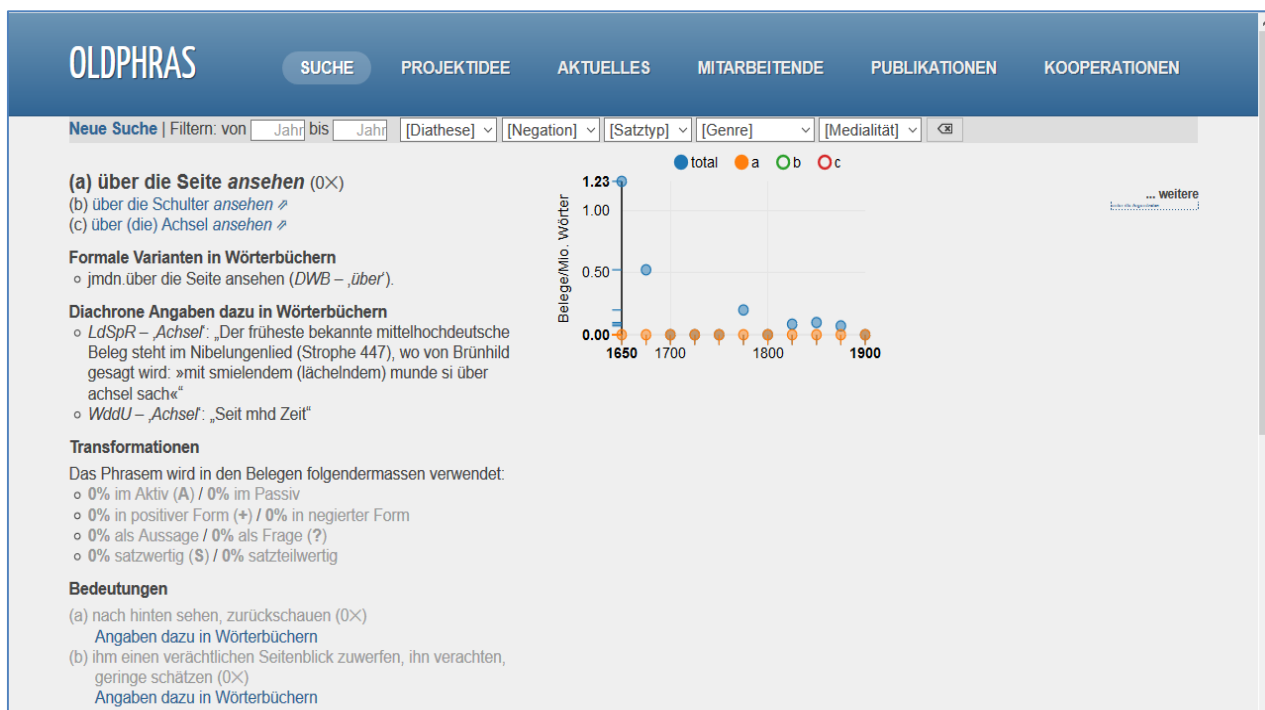 OLDPHRAS
SUCHE PROJEKTIDEE AKTUELLES MITARBEITENDE PUBLIKATIONEN KOOPERATIONEN
Neue Suche | Filtern: von Jahr bis Jahr [Diathese] [Negation] [Satztyp] [Genre] [Medialität]
(a) über die Seite ansehen (0×)
(b) über die Schulter ansehen ⇗
(c) über (die) Achsel ansehen ⇗
Formale Varianten in Wörterbüchern
jmdn.über die Seite ansehen (DWB – ‚über‘).
Diachrone Angaben dazu in Wörterbüchern
LdSpR – ‚Achsel‘: „Der früheste bekannte mittelhochdeutsche
Beleg steht im Nibelungenlied (Strophe 447), wo von Brünhild
gesagt wird: »mit smielendem (lächelndem) munde si über
achsel sach«“
WddU – ‚Achsel‘: „Seit mhd Zeit“
Transformationen
Das Phrasem wird in den Belegen folgendermassen verwendet:
0% im Aktiv (A) / 0% im Passiv
0% in positiver Form (+) / 0% in negierter Form
0% als Aussage / 0% als Frage (?)
0% satzwertig (S) / 0% satzteilwertig
Bedeutungen
(a) nach hinten sehen, zurückschauen (0×)
Angaben dazu in Wörterbüchern
(b) ihm einen verächtlichen Seitenblick zuwerfen, ihn verachten,
geringe schätzen (0×)
Angaben dazu in Wörterbüchern
total a b c
Belege/Mio. Wörter
1.23
1.00
0.50
0.00
1650 1700 1800 1900
... weitere